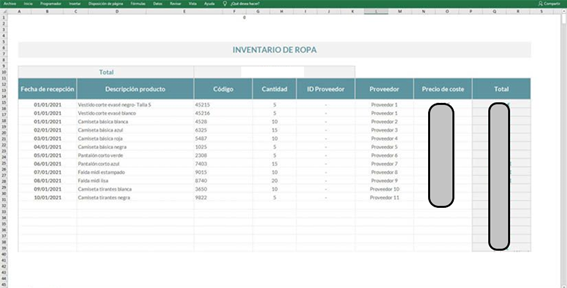 Archivo Inicio Programador Insertar Disposición de página Fórmulas Datos Revisar Vista Ayuda ¿Qué desea hacer? Compartir
A B C D E F G H I J K L M N O P Q R S
INVENTARIO DE ROPA
Total
Fecha de recepción Descripción producto Código Cantidad ID Proveedor Proveedor Precio de coste Total
01/01/2021 Vestido corte evasé negro- Talla S 45215 5 - Proveedor 1
01/01/2021 Vestido corte evasé negro 45216 5 - Proveedor 1
01/01/2021 Camiseta básica blanca 4528 10 Proveedor 2
02/01/2021 Camiseta básica azul 6325 15 - Proveedor 3
03/01/2021 Camiseta básica roja 5487 10 - Proveedor 4
04/01/2021 Camiseta básica negra 1025 5 - Proveedor 5
05/01/2021 Pantalón corto verde 2308 5 - Proveedor 6
06/01/2021 Pantalón corto azul 7403 15 - Proveedor 7
07/01/2021 Falda midi estampada 9015 10 - Proveedor 8
08/01/2021 Falda midi lisa 8740 20 - Proveedor 9
09/01/2021 Camiseta tirantes blanca 3650 10 - Proveedor 10
10/01/2021 Camiseta tirantes negra 9822 5 - Proveedor 11